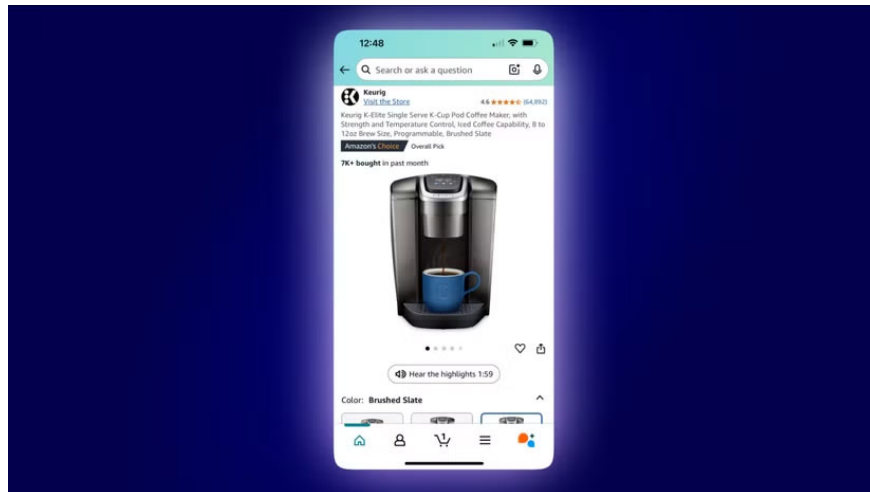 12:48
Search or ask a question
Keurig
Visit the Store
4.6 (64,892)
Keurig K-Elite Single Serve K-Cup Pod Coffee Maker, with
Strength and Temperature Control, Iced Coffee Capability, 8 to
12oz Brew Size, Programmable, Brushed Slate
Amazon's Choice Overall Pick
7K+ bought in past month
Hear the highlights 1:59
Color: Brushed Slate
1